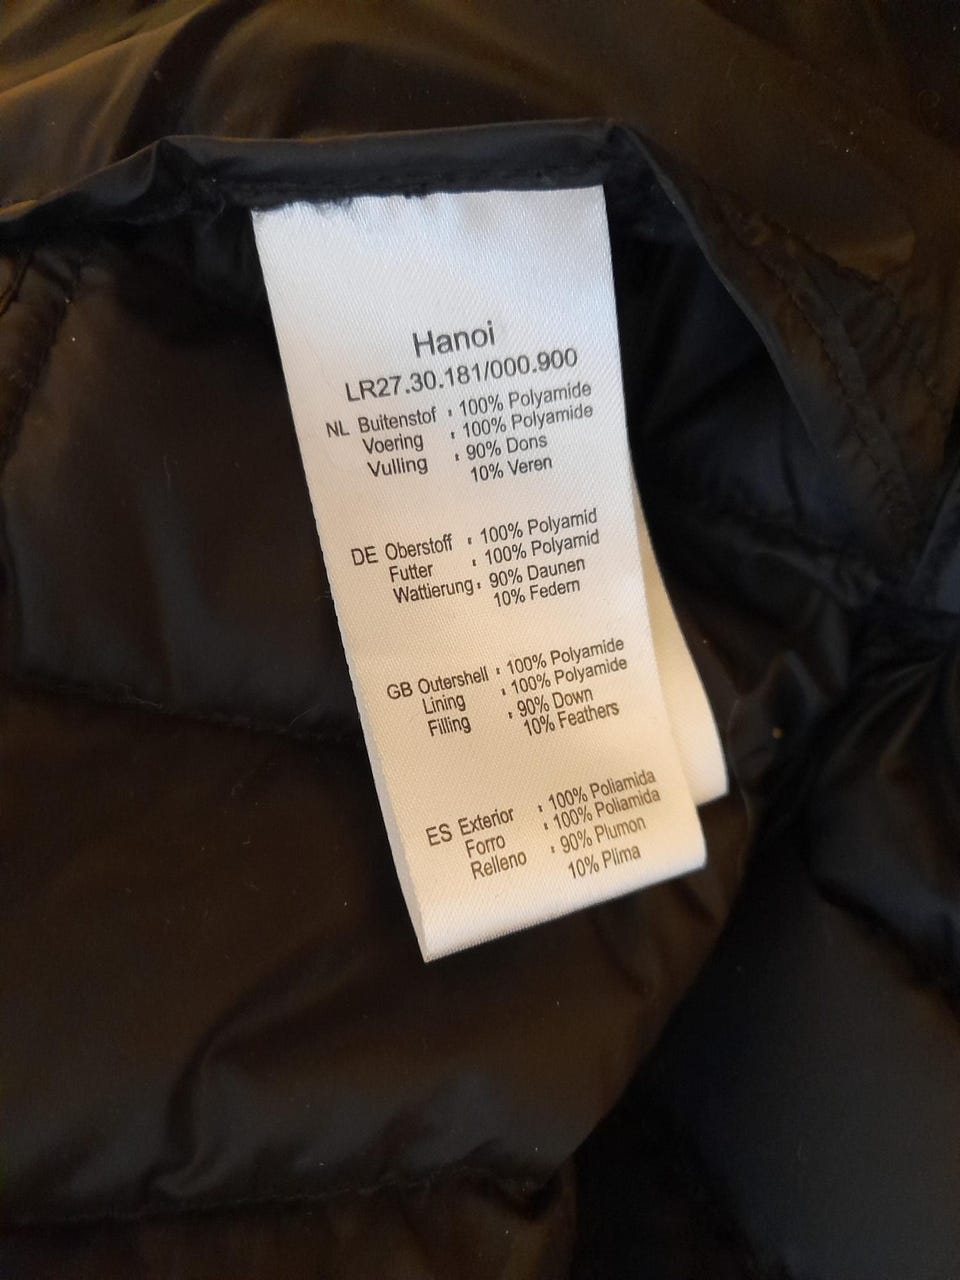 Hanoi
LR27.30.181/000.900
NL Buitenstof : 100% Polyamide
Voering : 100% Polyamide
Vulling : 90% Dons
10% Veren
DE Oberstoff : 100% Polyamid
Futter : 100% Polyamid
Wattierung : 90% Daunen
10% Federn
GB Outershell : 100% Polyamide
Lining : 100% Polyamide
Filling : 90% Down
10% Feathers
ES Exterior : 100% Poliamida
Forro : 100% Poliamida
Relleno : 90% Plumon
10% Plima